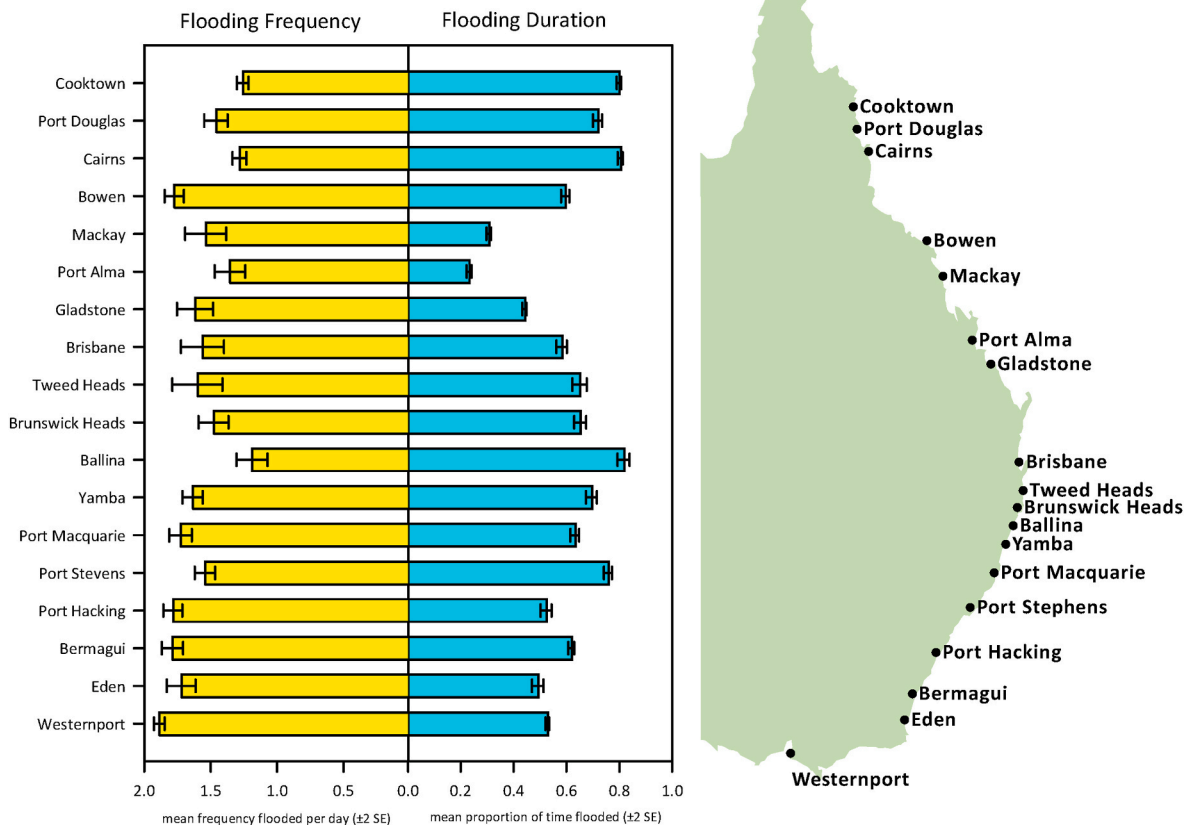 Flooding Frequency
Flooding Duration
Cooktown
Port Douglas
Cairns
Bowen
Mackay
Port Alma
Gladstone
Brisbane
Tweed Heads
Brunswick Heads
Ballina
Yamba
Port Macquarie
Port Stevens
Port Hacking
Bermagui
Eden
Westernport
2.0 1.5 1.0 0.5 0.0 0.2 0.4 0.6 0.8 1.0
mean frequency flooded per day (±2 SE)
mean proportion of time flooded (±2 SE)
Cooktown
Port Douglas
Cairns
Bowen
Mackay
Port Alma
Gladstone
Brisbane
Tweed Heads
Brunswick Heads
Ballina
Yamba
Port Macquarie
Port Stephens
Port Hacking
Bermagui
Eden
Westernport